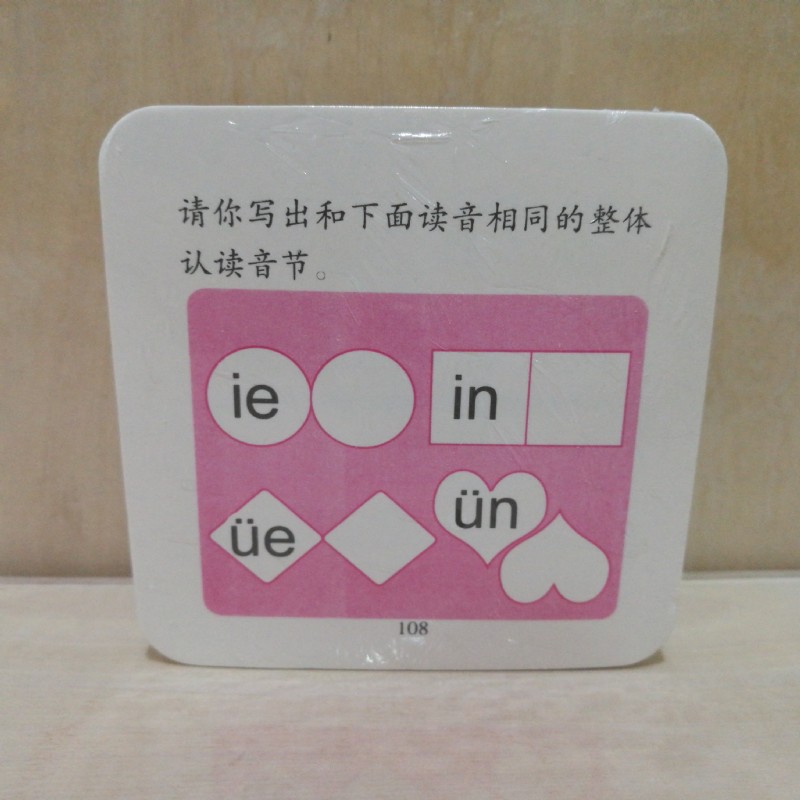 请你写出和下面读音相同的整体
认读音节。
ie in
üe ün
108